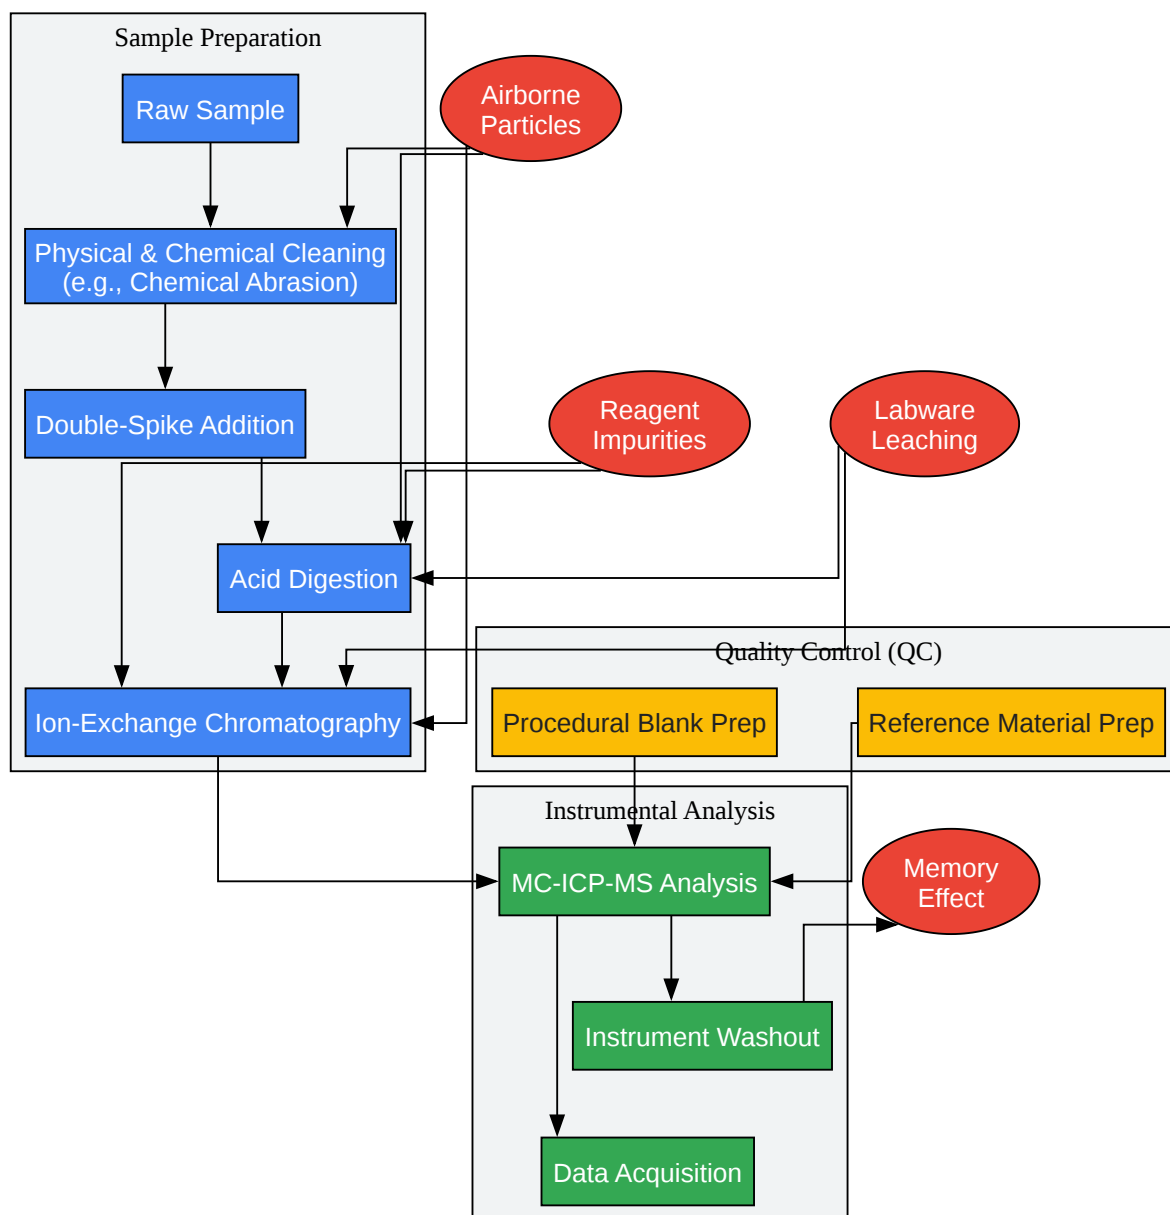 Sample Preparation
Raw Sample
Airborne
Particles
Physical & Chemical Cleaning
(e.g., Chemical Abrasion)
Double-Spike Addition
Reagent
Impurities
Labware
Leaching
Acid Digestion
Quality Control (QC)
Ion-Exchange Chromatography
Procedural Blank Prep
Reference Material Prep
Instrumental Analysis
MC-ICP-MS Analysis
Memory
Effect
Instrument Washout
Data Acquisition